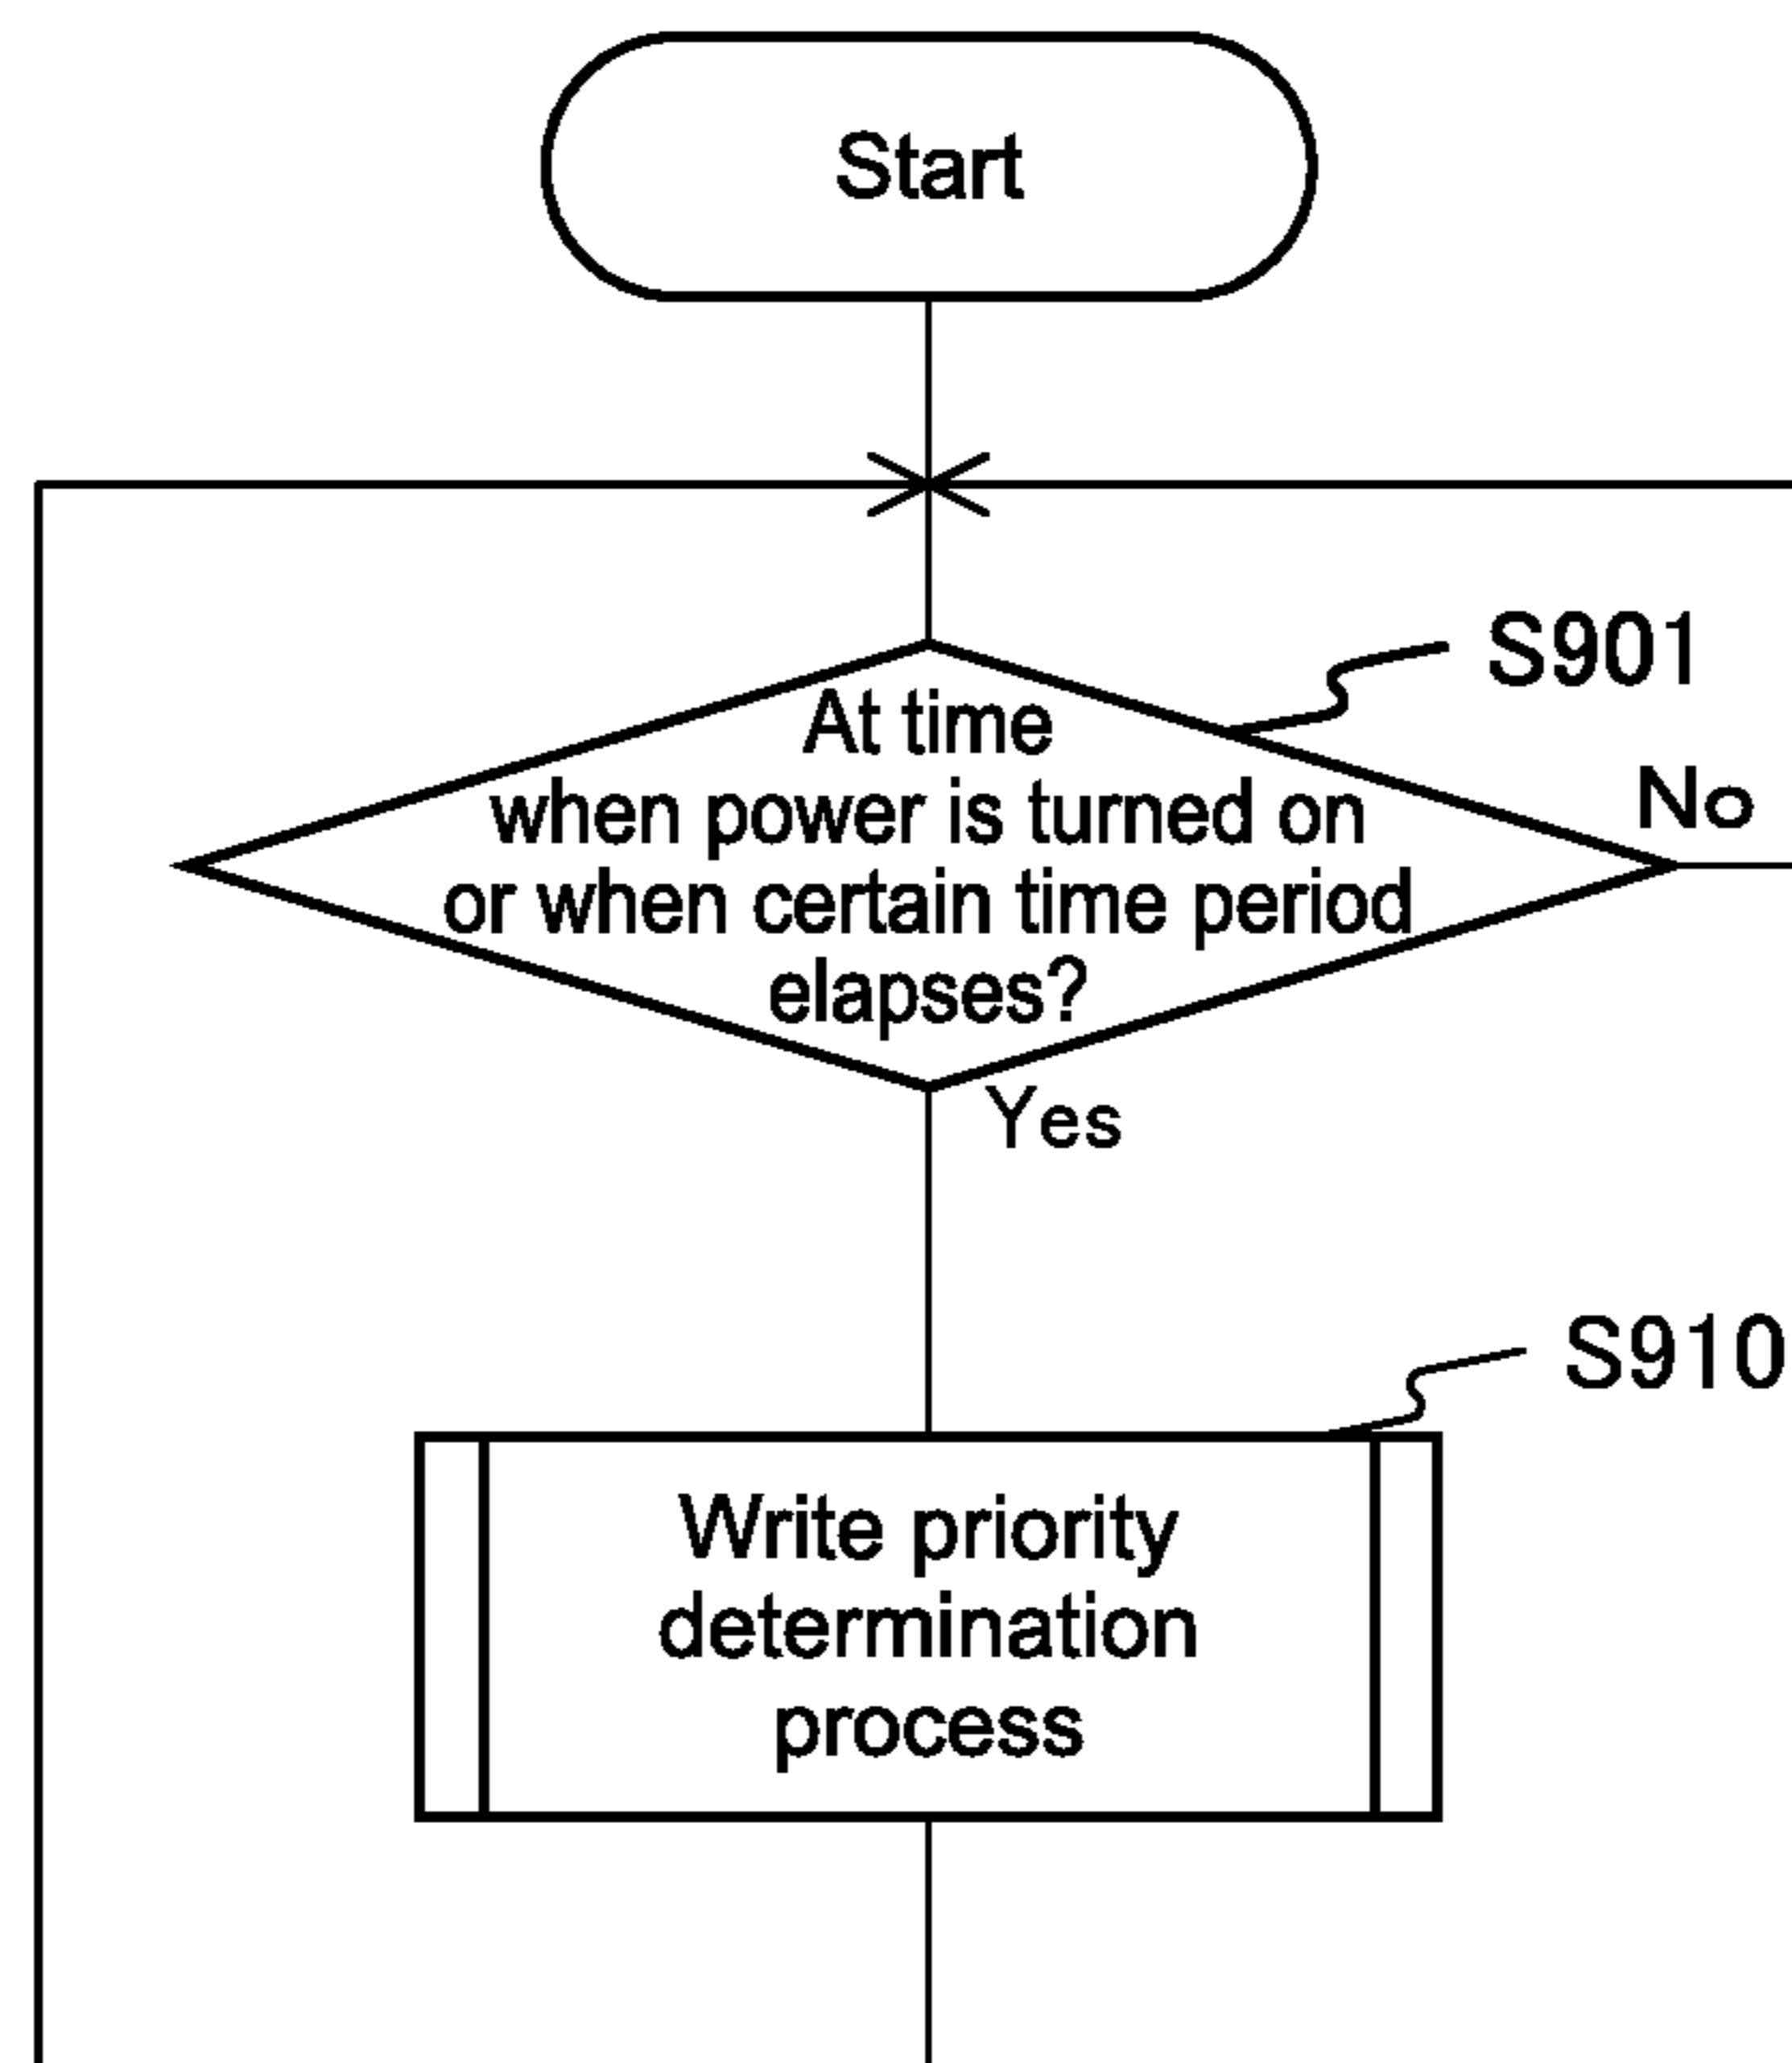 Start
S901
At time
when power is turned on
or when certain time period
elapses?
No
Yes
S910
Write priority
determination
process